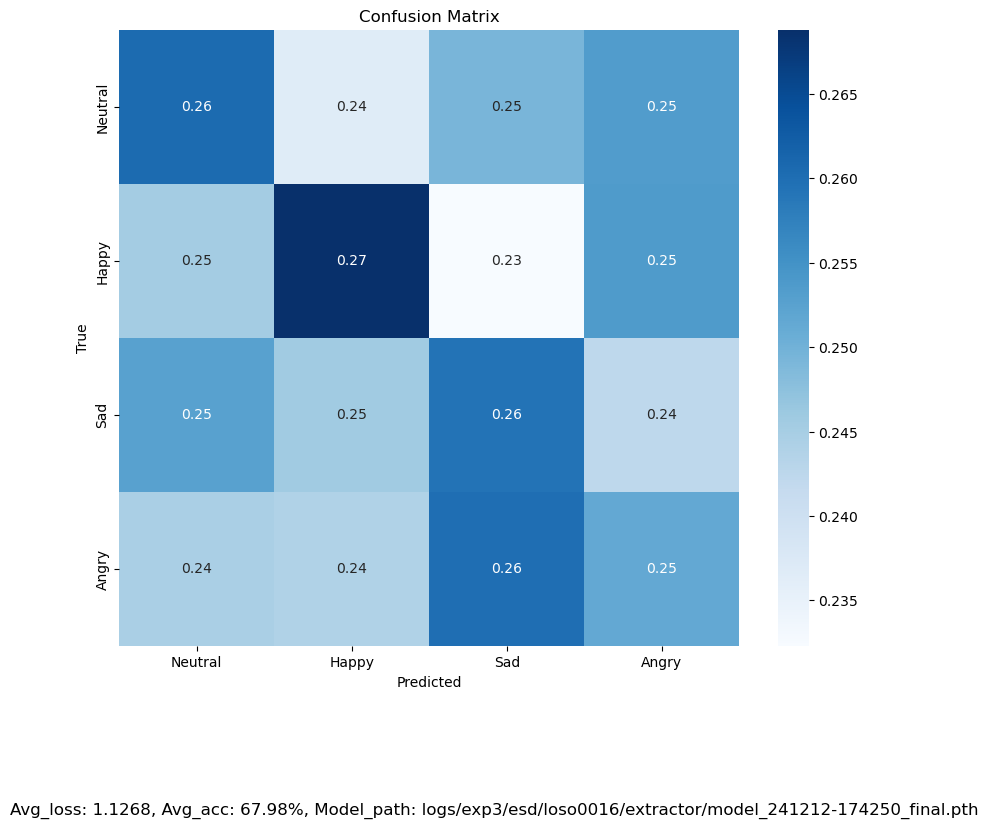 Confusion Matrix
Neutral 0.26 0.24 0.25 0.25
Happy 0.25 0.27 0.23 0.25
Sad 0.25 0.25 0.26 0.24
Angry 0.24 0.24 0.26 0.25
True
Neutral Happy Sad Angry
Predicted
0.265
0.260
0.255
0.250
0.245
0.240
0.235
Avg_loss: 1.1268, Avg_acc: 67.98%, Model_path: logs/exp3/esd/loso0016/extractor/model_241212-174250_final.pth